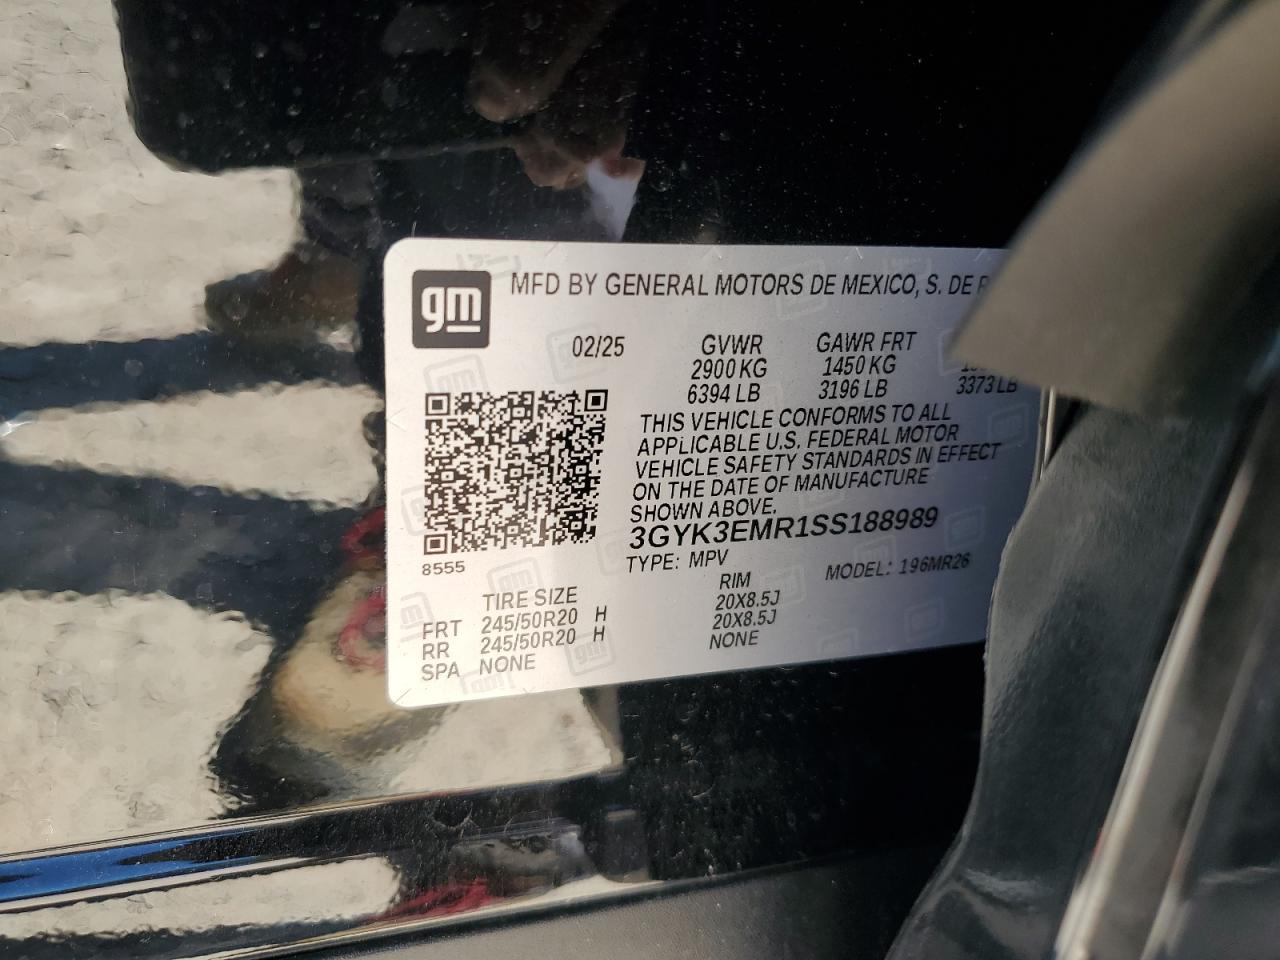 gm
MFD BY GENERAL MOTORS DE MEXICO, S. DE
02/25 GVWR GAWR FRT
2900 KG 1450 KG
6394 LB 3196 LB 3373 LB
THIS VEHICLE CONFORMS TO ALL
APPLICABLE U.S. FEDERAL MOTOR
VEHICLE SAFETY STANDARDS IN EFFECT
ON THE DATE OF MANUFACTURE
SHOWN ABOVE.
3GYK3EMR1SS188989
TYPE: MPV MODEL: 196MR26
8555
TIRE SIZE RIM
FRT 245/50R20 H 20X8.5J
RR 245/50R20 H 20X8.5J
SPA NONE NONE